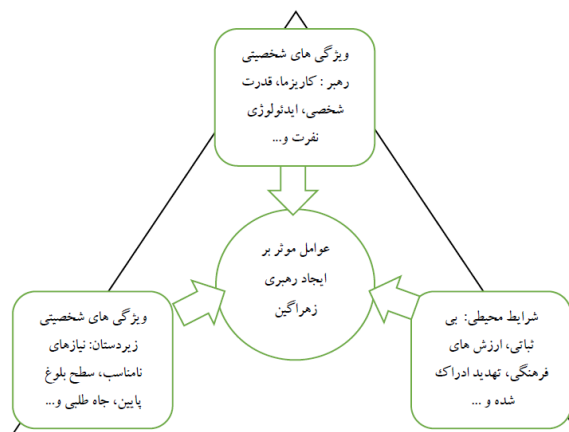 ویژگی های شخصیتی
رهبر : کاریزما، قدرت
شخصی، ایدئولوژی
نفرت و...
عوامل موثر بر
ایجاد رهبری
زهراگین
شرایط محیطی: بی
ثباتی، ارزش های
فرهنگی، تهدید ادراک
شده و ...
ویژگی های شخصیتی
زیردستان: نیازهای
نامناسب، سطح بلوغ
پایین، جاه طلبی و...